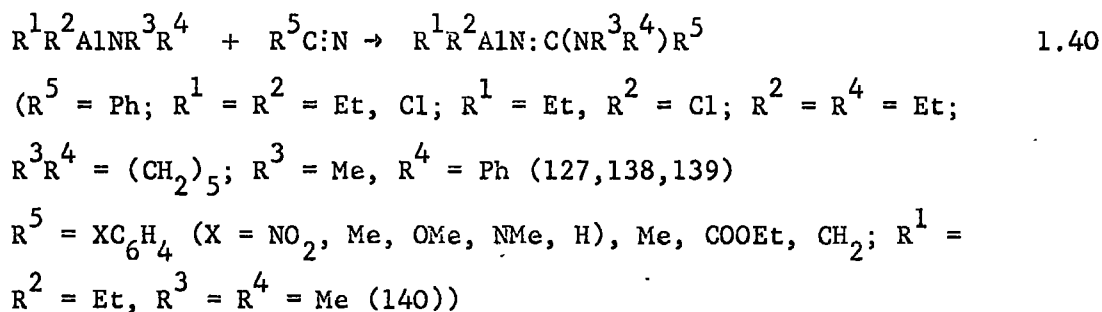 R¹R²AlNR³R⁴ + R⁵C⋮N → R¹R²AlN:C(NR³R⁴)R⁵ 1.40
(R⁵ = Ph; R¹ = R² = Et, Cl; R¹ = Et, R² = Cl; R² = R⁴ = Et;
R³R⁴ = (CH₂)₅; R³ = Me, R⁴ = Ph (127,138,139)
R⁵ = XC₆H₄ (X = NO₂, Me, OMe, NMe, H), Me, COOEt, CH₂; R¹ =
R² = Et, R³ = R⁴ = Me (140))